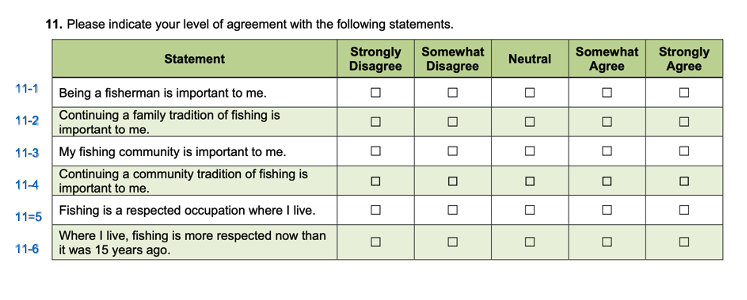 11. Please indicate your level of agreement with the following statements.
Statement
Strongly Disagree
Somewhat Disagree
Neutral
Somewhat Agree
Strongly Agree
11-1 Being a fisherman is important to me. ☐ ☐ ☐ ☐ ☐
11-2 Continuing a family tradition of fishing is
important to me. ☐ ☐ ☐ ☐ ☐
11-3 My fishing community is important to me. ☐ ☐ ☐ ☐ ☐
11-4 Continuing a community tradition of fishing is
important to me. ☐ ☐ ☐ ☐ ☐
11=5 Fishing is a respected occupation where I live. ☐ ☐ ☐ ☐ ☐
11-6 Where I live, fishing is more respected now than
it was 15 years ago. ☐ ☐ ☐ ☐ ☐